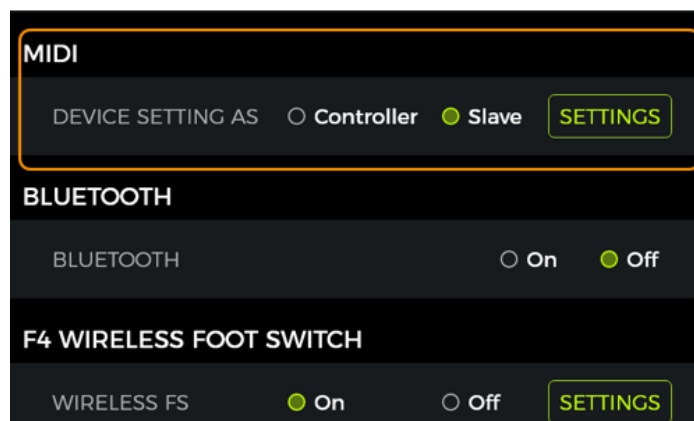 MIDI
DEVICE SETTING AS Controller Slave SETTINGS
BLUETOOTH
BLUETOOTH On Off
F4 WIRELESS FOOT SWITCH
WIRELESS FS On Off SETTINGS